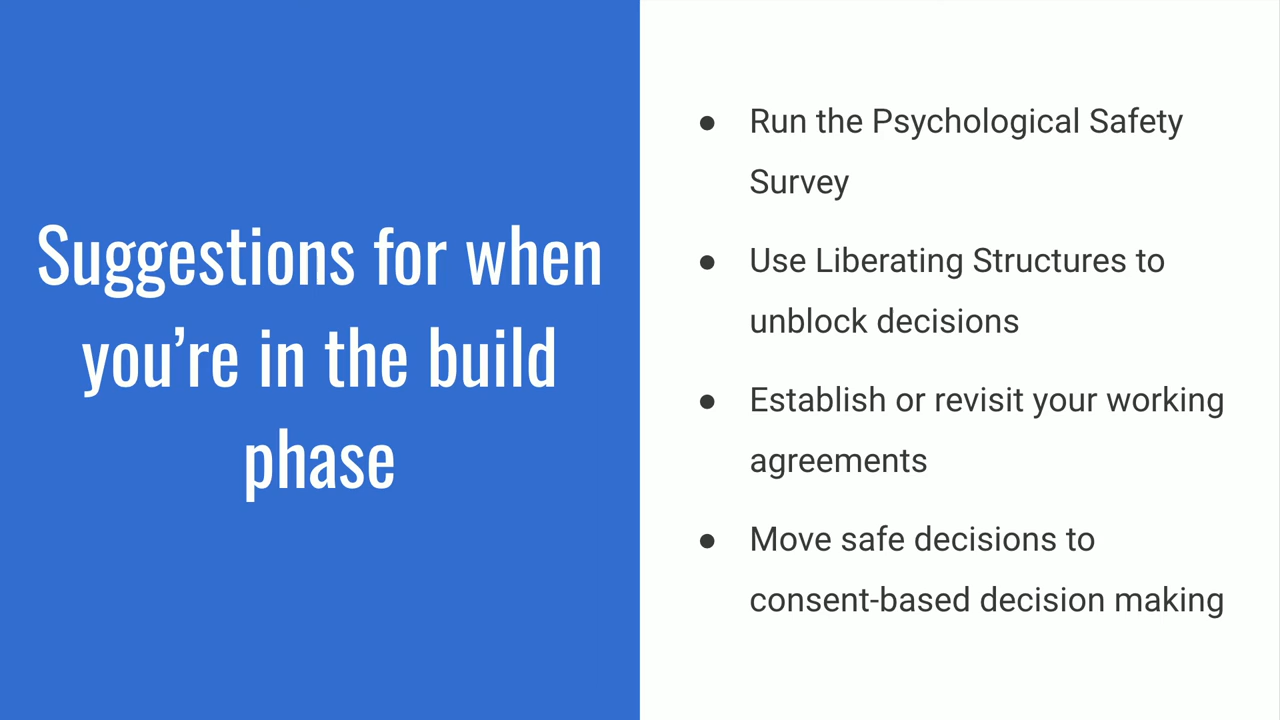 Suggestions for when
you’re in the build
phase
● Run the Psychological Safety
Survey
● Use Liberating Structures to
unblock decisions
● Establish or revisit your working
agreements
● Move safe decisions to
consent-based decision making